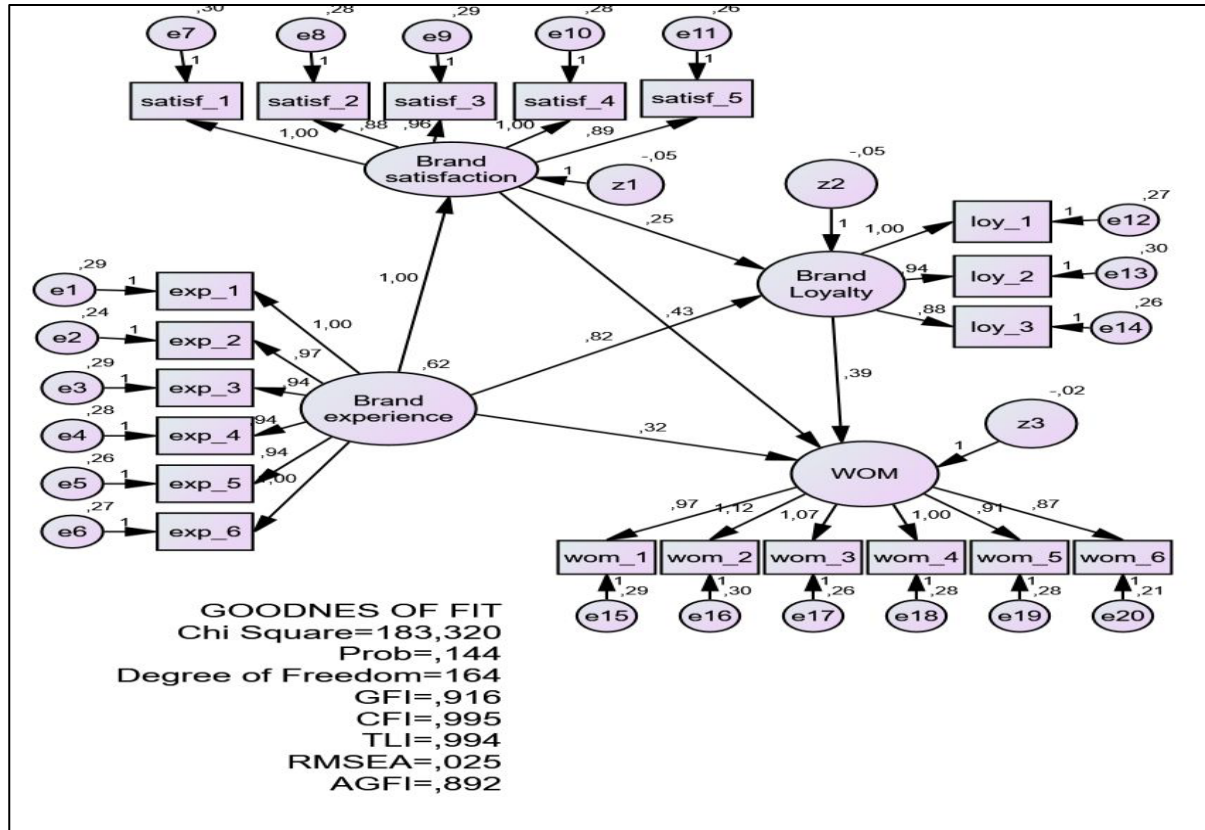 ,30
,28
,29
,28
,26
e7
e8
e9
e10
e11
1
1
1
1
1
satisf_1
satisf_2
satisf_3
satisf_4
satisf_5
1,00
,88
,96
1,00
,89
Brand
satisfaction
1
-,05
z1
-,05
z2
1
,25
1,00
loy_1
1
,27
e12
,94
loy_2
1
,30
e13
,88
loy_3
1
,26
e14
Brand
Loyalty
1,00
,43
,82
,39
,32
,29
e1
1
exp_1
1,00
,24
e2
1
exp_2
,97
,29
e3
1
exp_3
,94
,28
e4
1
exp_4
,94
,26
e5
1
exp_5
,94
,27
e6
1
exp_6
,62
Brand
experience
-,02
z3
1
WOM
,97
1,12
1,07
1,00
,91
,87
wom_1
wom_2
wom_3
wom_4
wom_5
wom_6
1
1
1
1
1
1
,29
,30
,26
,28
,28
,21
e15
e16
e17
e18
e19
e20
GOODNES OF FIT
Chi Square=183,320
Prob=,144
Degree of Freedom=164
GFI=,916
CFI=,995
TLI=,994
RMSEA=,025
AGFI=,892